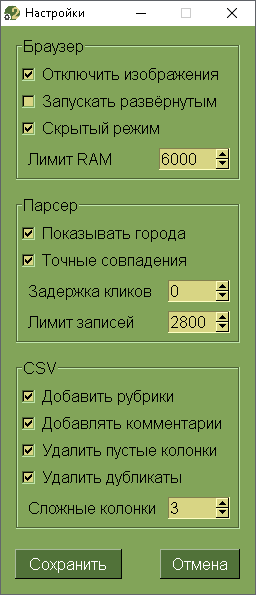 Настройки
Браузер
Отключить изображения
Запускать развёрнутым
Скрытый режим
Лимит RAM 6000
Парсер
Показывать города
Точные совпадения
Задержка кликов 0
Лимит записей 2800
CSV
Добавить рубрики
Добавлять комментарии
Удалить пустые колонки
Удалить дубликаты
Сложные колонки 3
Сохранить Отмена